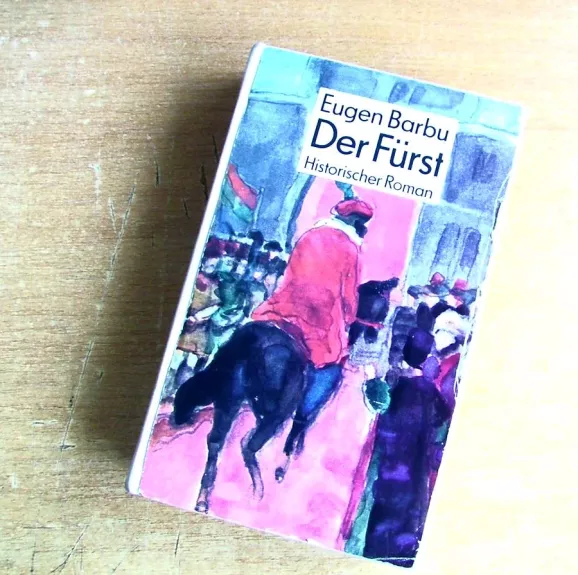 Eugen Barbu
Der Fürst
Historischer Roman